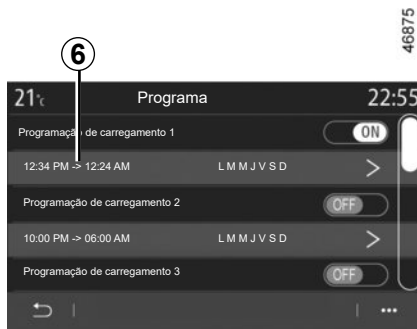 46875
6
21°c Programa 22:55
Programação de carregamento 1 ON
12:34 PM -> 12:24 AM L M M J V S D >
Programação de carregamento 2 OFF
10:00 PM -> 06:00 AM L M M J V S D >
Programação de carregamento 3 OFF